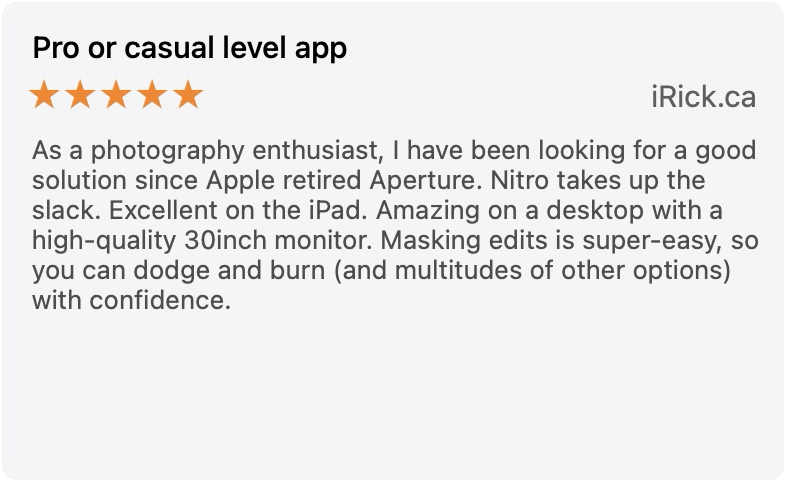 Pro or casual level app
★★★★★ iRick.ca
As a photography enthusiast, I have been looking for a good
solution since Apple retired Aperture. Nitro takes up the
slack. Excellent on the iPad. Amazing on a desktop with a
high-quality 30inch monitor. Masking edits is super-easy, so
you can dodge and burn (and multitudes of other options)
with confidence.